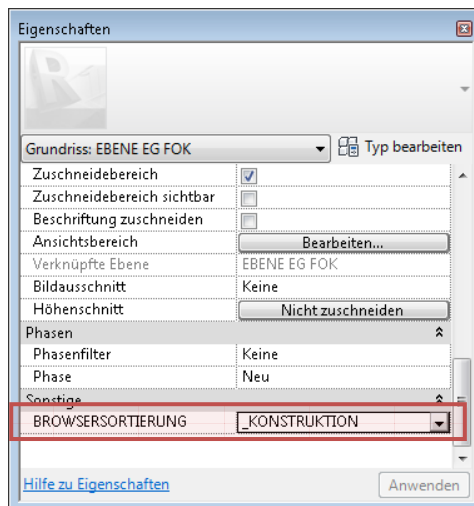 Eigenschaften
Grundriss: EBENE EG FOK
Typ bearbeiten
Zuschneidebereich
Zuschneidebereich sichtbar
Beschriftung zuschneiden
Ansichtsbereich Bearbeiten...
Verknüpfte Ebene EBENE EG FOK
Bildausschnitt Keine
Höhenschnitt Nicht zuschneiden
Phasen
Phasenfilter Keine
Phase Neu
Sonstige
BROWSERSORTIERUNG _KONSTRUKTION
Hilfe zu Eigenschaften Anwenden